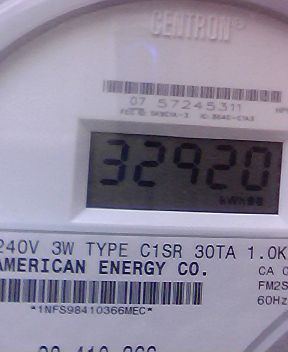 CENTRON®
07 57245311
32920
kWh
240V 3W TYPE C1SR 30TA 1.0K
AMERICAN ENERGY CO.
CA 0
FM2S
60Hz
*1NFS98410366MEC*